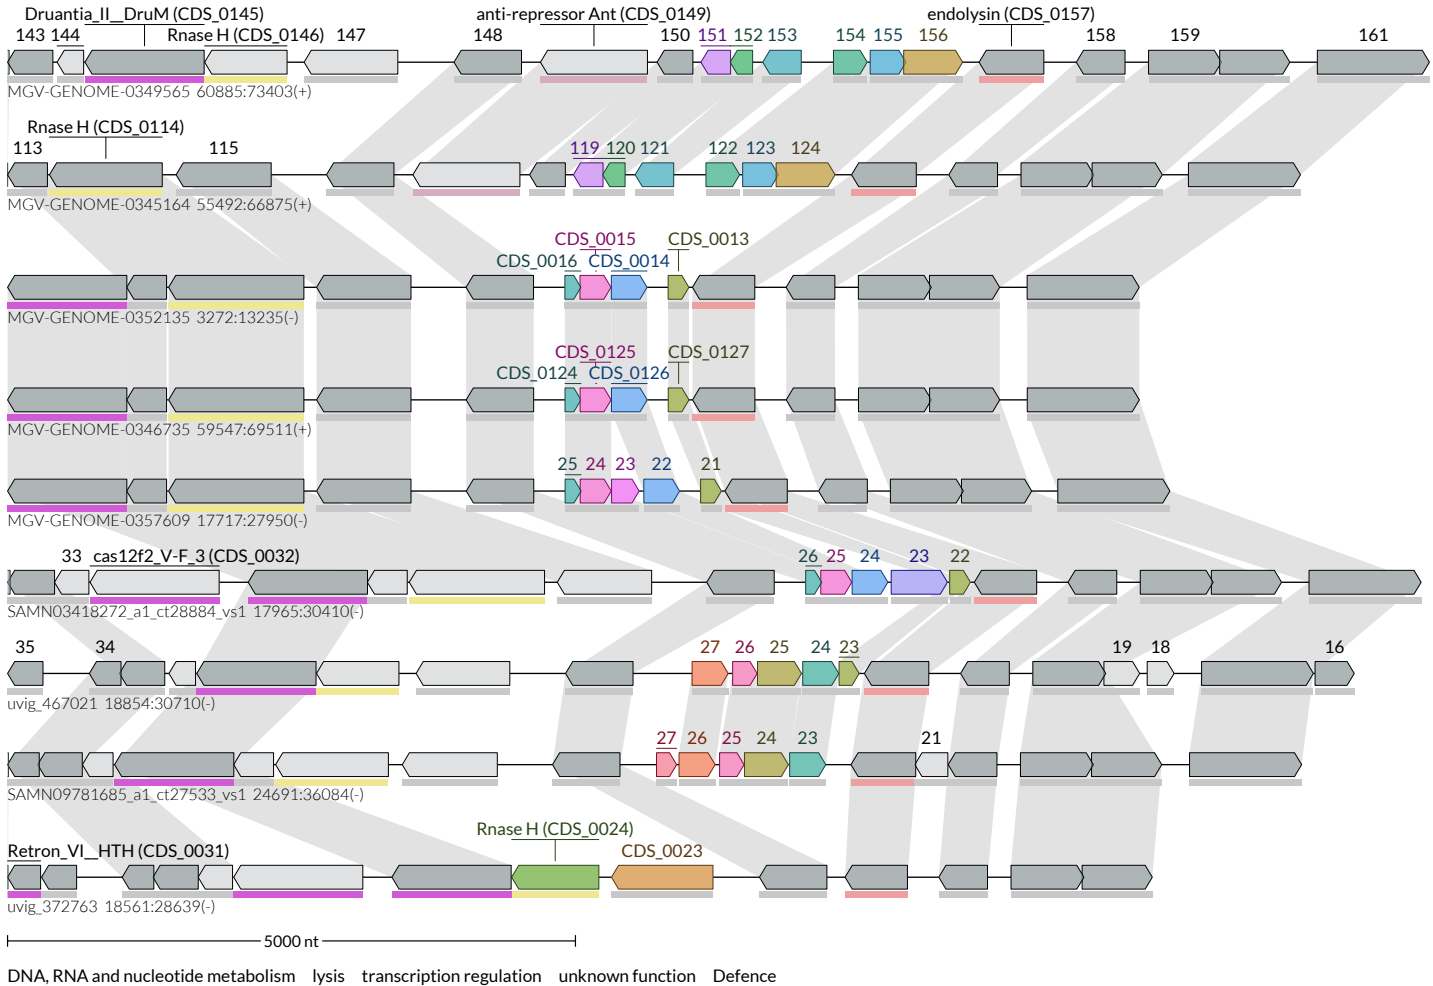 Druantia_II__DruM (CDS_0145) anti-repressor Ant (CDS_0149) endolysin (CDS_0157)
143 144 Rnase H (CDS_0146) 147 148 150 151 152 153 154 155 156 158 159 161
MGV-GENOME-0349565 60885:73403(+)
Rnase H (CDS_0114)
113 115 119 120 121 122 123 124
MGV-GENOME-0345164 55492:66875(+)
CDS_0015 CDS_0013
CDS_0016 CDS_0014
MGV-GENOME-0352135 3272:13235(-)
CDS_0125 CDS_0127
CDS_0124 CDS_0126
MGV-GENOME-0346735 59547:69511(+)
25 24 23 22 21
MGV-GENOME-0357609 17717:27950(-)
33 cas12f2_V-F_3 (CDS_0032) 26 25 24 23 22
SAMN03418272_a1_ct28884_vs1 17965:30410(-)
35 34 27 26 25 24 23 19 18 16
uvig_467021 18854:30710(-)
27 26 25 24 23 21
SAMN09781685_a1_ct27533_vs1 24691:36084(-)
Rnase H (CDS_0024)
Retron_VI__HTH (CDS_0031) CDS_0023
uvig_372763 18561:28639(-)
5000 nt
DNA, RNA and nucleotide metabolism lysis transcription regulation unknown function Defence